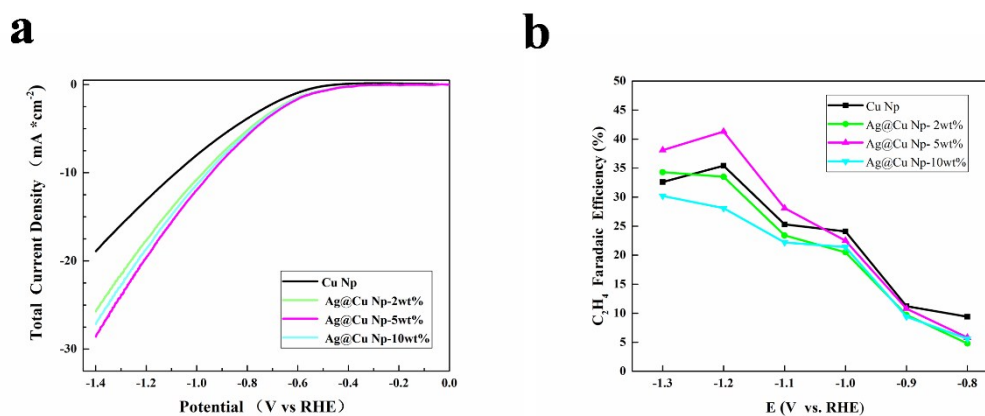 a
0
-10
-20
-30
-1.4 -1.2 -1.0 -0.8 -0.6 -0.4 -0.2 0.0
Total Current Density （mA *cm-2）
Potential （V vs RHE）
Cu Np
Ag@Cu Np-2wt%
Ag@Cu Np-5wt%
Ag@Cu Np-10wt%
b
50
45
40
35
30
25
20
15
10
5
0
-1.3 -1.2 -1.1 -1.0 -0.9 -0.8
C2H4 Faradaic Efficiency (%)
E (V vs. RHE)
Cu Np
Ag@Cu Np- 2wt%
Ag@Cu Np- 5wt%
Ag@Cu Np-10wt%